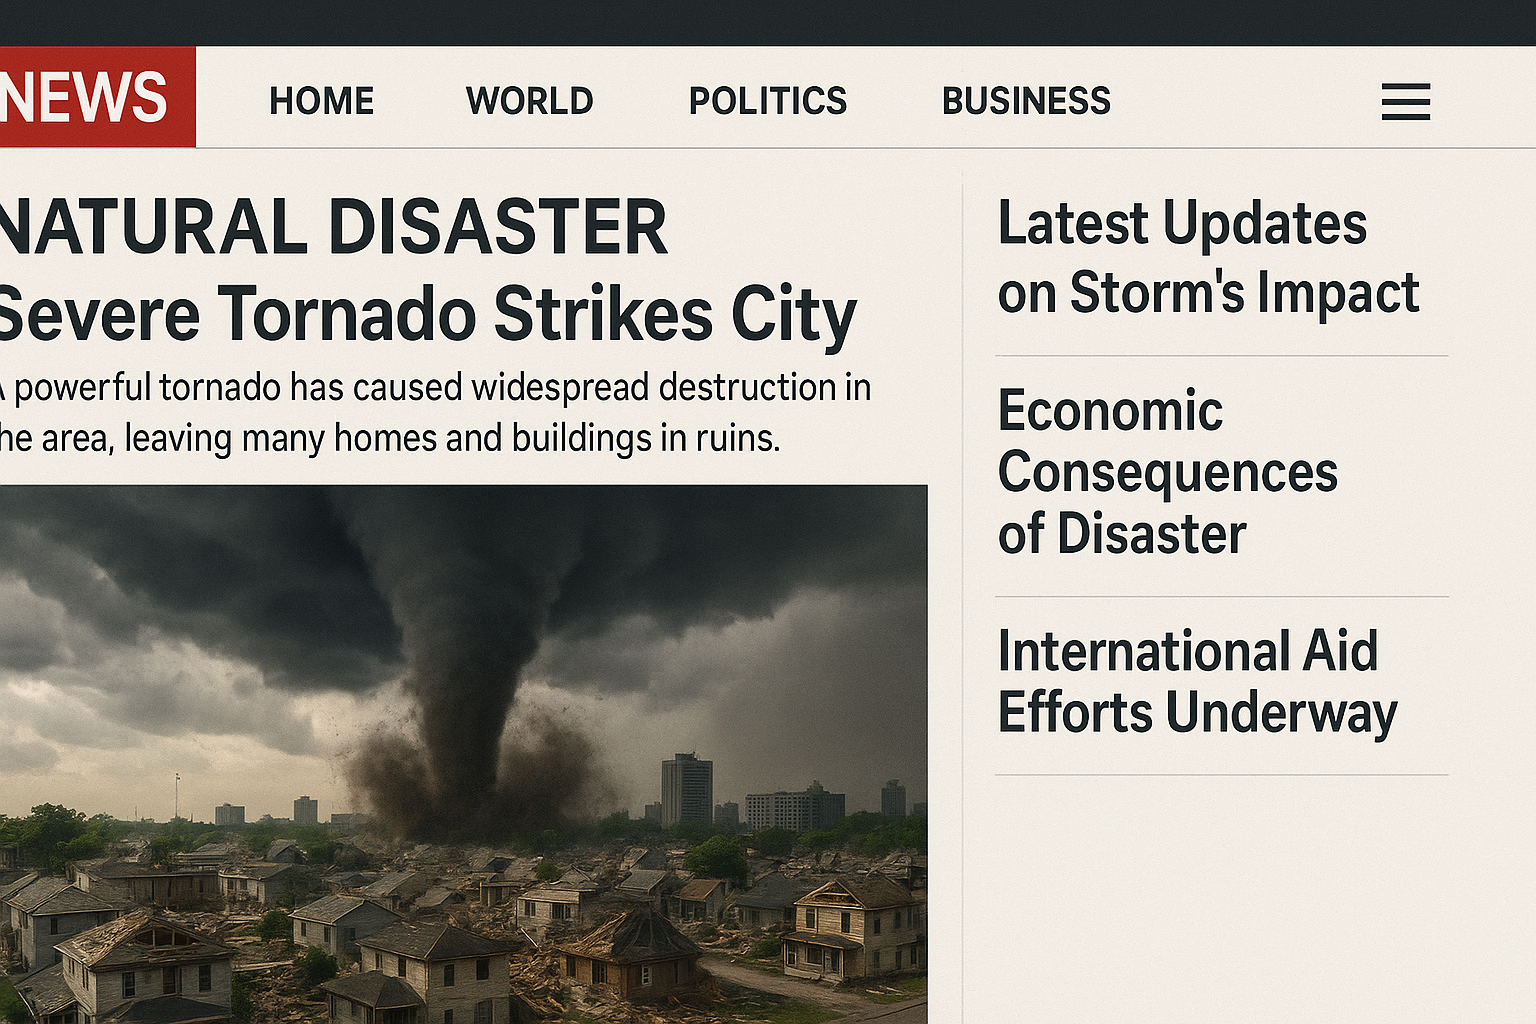 NEWS
HOME WORLD POLITICS BUSINESS
NATURAL DISASTER
Severe Tornado Strikes City
A powerful tornado has caused widespread destruction in
the area, leaving many homes and buildings in ruins.
Latest Updates
on Storm's Impact
Economic
Consequences
of Disaster
International Aid
Efforts Underway